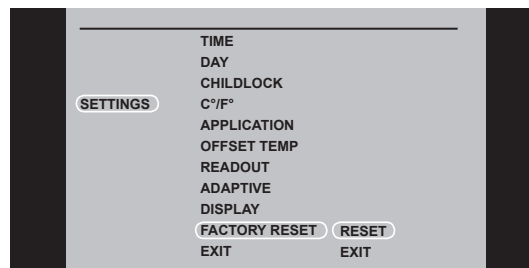 TIME
DAY
CHILDLOCK
SETTINGS C°/F°
APPLICATION
OFFSET TEMP
READOUT
ADAPTIVE
DISPLAY
FACTORY RESET RESET
EXIT EXIT